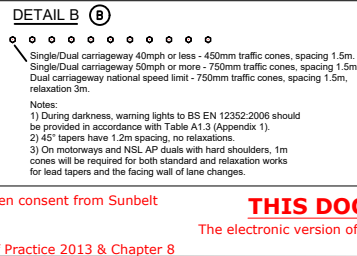 DETAIL B B
Single/Dual carriageway 40mph or less - 450mm traffic cones, spacing 1.5m.
Single/Dual carriageway 50mph or more - 750mm traffic cones, spacing 1.5m
Dual carriageway national speed limit - 750mm traffic cones, spacing 1.5m,
relaxation 3m.
Notes:
1) During darkness, warning lights to BS EN 12352:2006 should
be provided in accordance with Table A1.3 (Appendix 1).
2) 45° tapers have 1.2m spacing, no relaxations.
3) On motorways and NSL AP duals with hard shoulders, 1m
cones will be required for both standard and relaxation works
for lead tapers and the facing wall of lane changes.
en consent from Sunbelt
THIS DOC
The electronic version of
Practice 2013 & Chapter 8